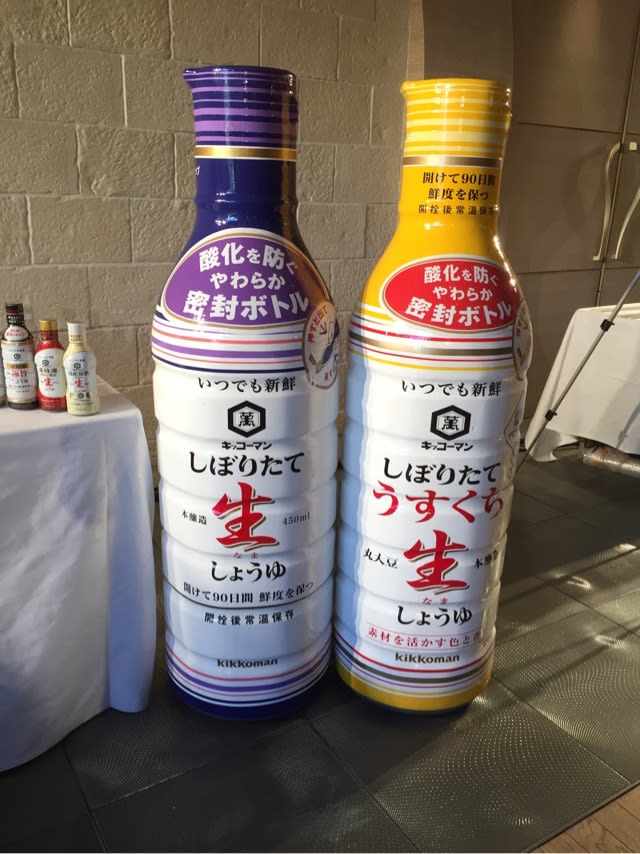 酸化を防ぐ
やわらか
密封ボトル
いつでも新鮮
萬
キッコーマン
しぼりたて
生
なま
本醸造
450ml
しょうゆ
開けて90日間 鮮度を保つ
開栓後常温保存
kikkoman
開けて90日間
鮮度を保つ
開栓後常温保存
酸化を防ぐ
やわらか
密封ボトル
いつでも新鮮
萬
キッコーマン
しぼりたて
うすくち
丸大豆
生
なま
本醸造
しょうゆ
素材を活かす色と香
kikkoman